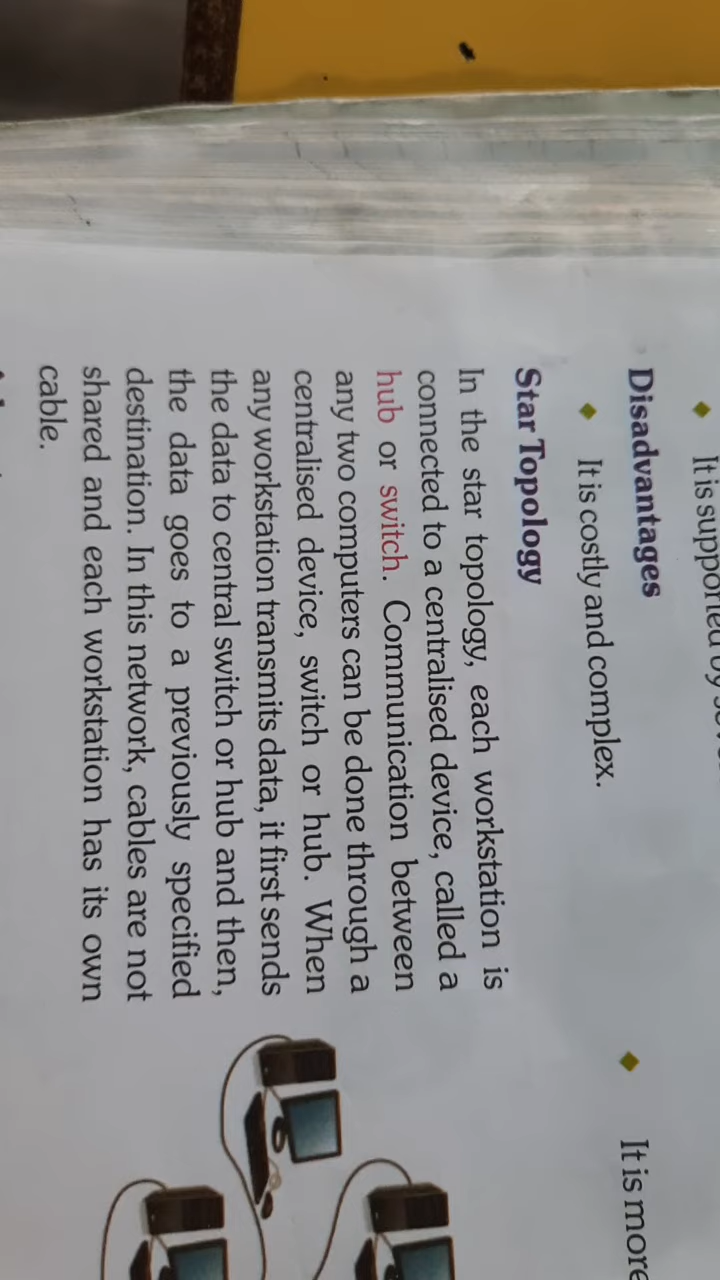 It is supported by
Disadvantages
It is costly and complex.
It is more
Star Topology
In the star topology, each workstation is
connected to a centralised device, called a
hub or switch. Communication between
any two computers can be done through a
centralised device, switch or hub. When
any workstation transmits data, it first sends
the data to central switch or hub and then,
the data goes to a previously specified
destination. In this network, cables are not
shared and each workstation has its own
cable.